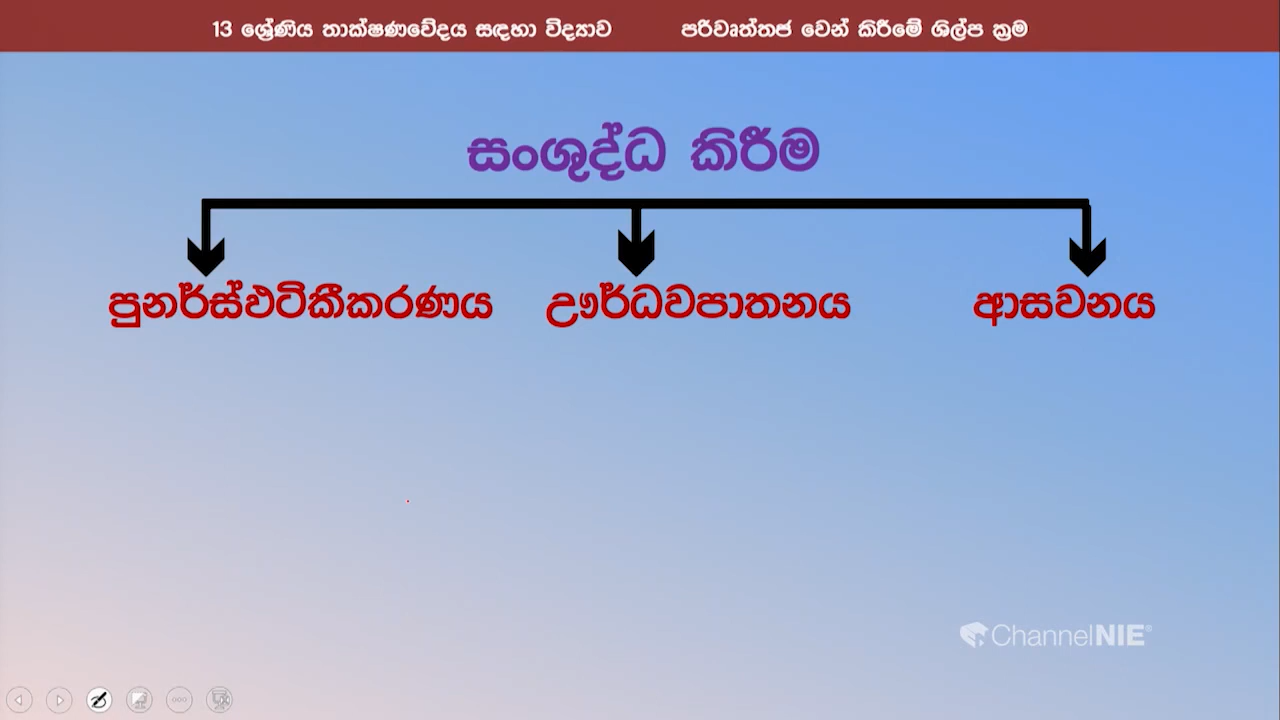 13 ශ්‍රේණිය තාක්ෂණවේදය සඳහා විද්‍යාව පරිවෘත්තජ වෙන් කිරීමේ ශිල්ප ක්‍රම
සංශුද්ධ කිරීම
පුනර්ස්ඵටිකීකරණය ඌර්ධවපාතනය ආසවනය
ChannelNIE®